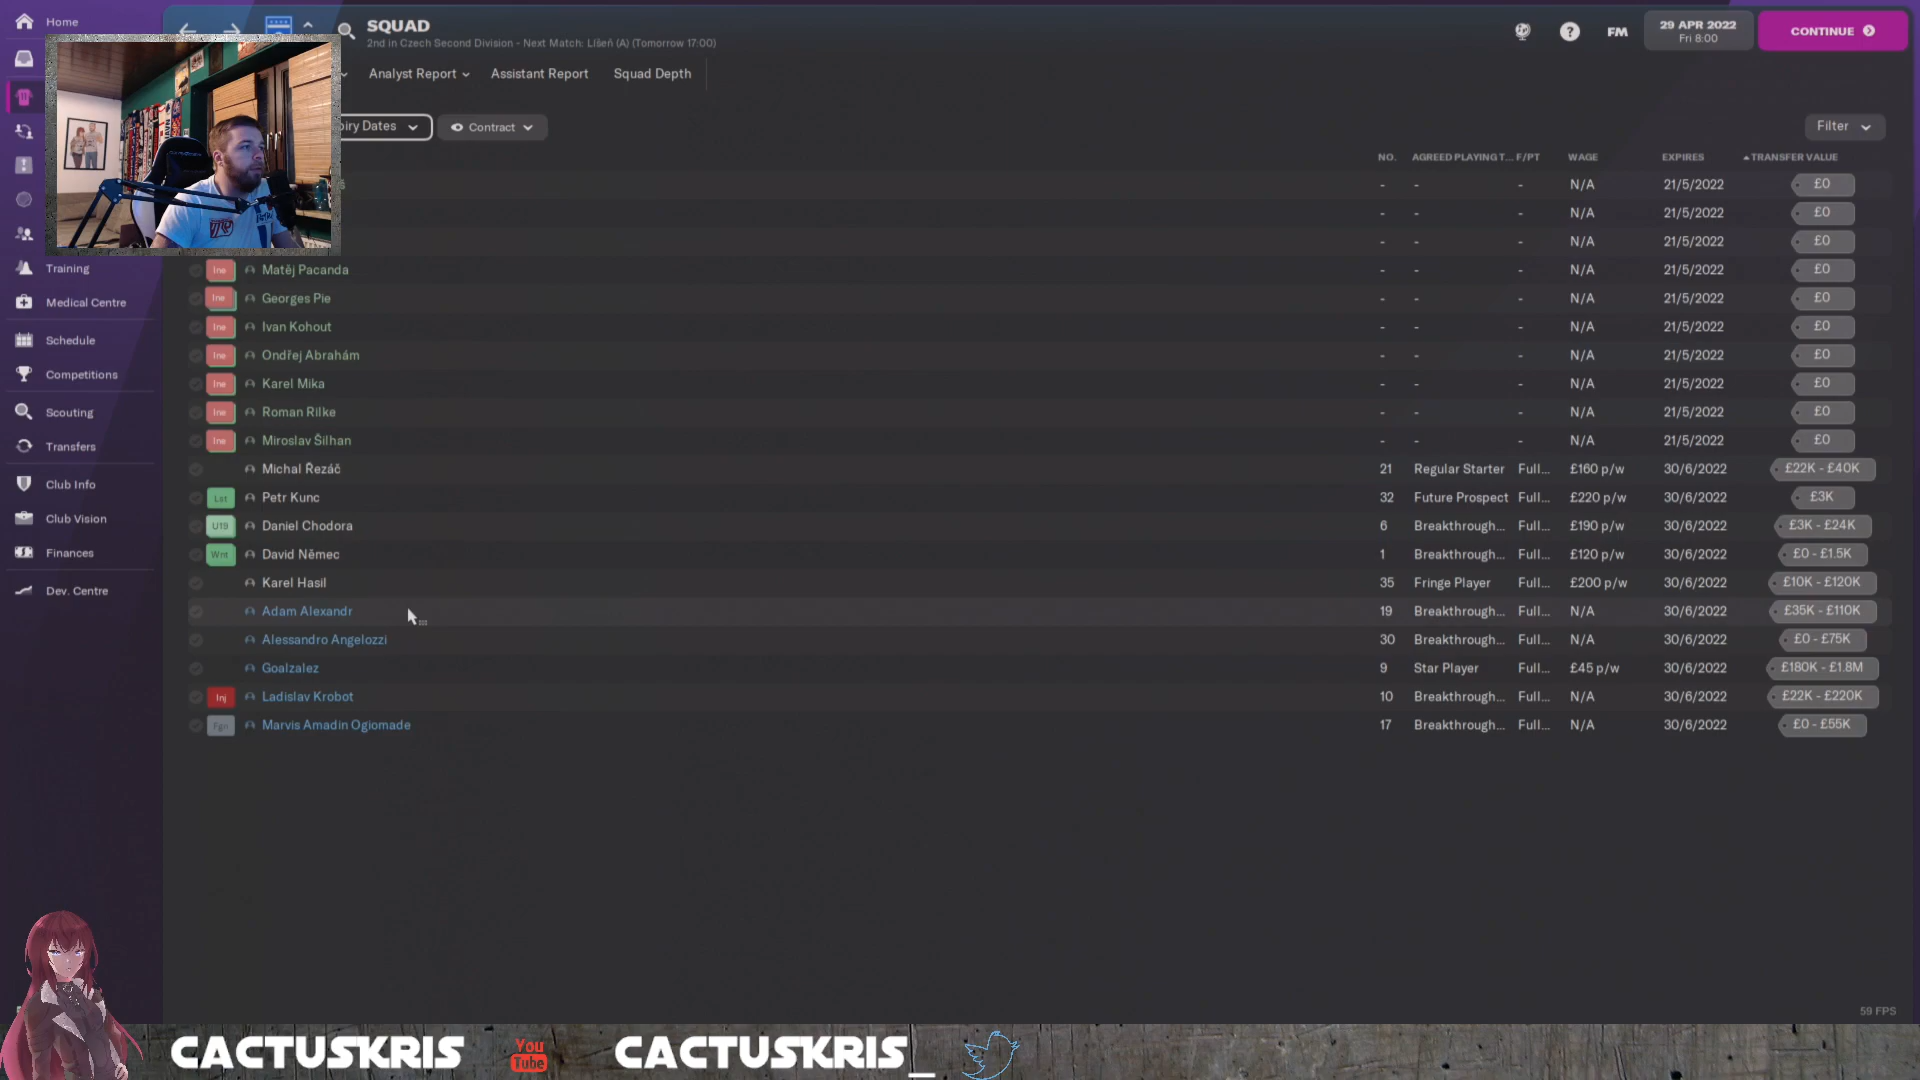 Home
SQUAD
2nd in Czech Second Division - Next Match: Líšeň (A) (Tomorrow 17:00)
FM
29 APR 2022
Fri 8:00
CONTINUE
Analyst Report
Assistant Report
Squad Depth
Dates
Contract
Filter
NO. AGREED PLAYING T... F/PT WAGE EXPIRES TRANSFER VALUE
- - - N/A 21/5/2022 £0
- - - N/A 21/5/2022 £0
- - - N/A 21/5/2022 £0
Training
Ine Matěj Pacanda - - - N/A 21/5/2022 £0
Medical Centre
Ine Georges Pie - - - N/A 21/5/2022 £0
Schedule
Ine Ivan Kohout - - - N/A 21/5/2022 £0
Ine Ondřej Abrahám - - - N/A 21/5/2022 £0
Competitions
Ine Karel Mika - - - N/A 21/5/2022 £0
Scouting
Ine Roman Rilke - - - N/A 21/5/2022 £0
Transfers
Ine Miroslav Šilhan - - - N/A 21/5/2022 £0
Michal Řezáč 21 Regular Starter Full... £160 p/w 30/6/2022 £22K - £40K
Club Info
Lst Petr Kunc 32 Future Prospect Full... £220 p/w 30/6/2022 £3K
Club Vision
U19 Daniel Chodora 6 Breakthrough... Full... £190 p/w 30/6/2022 £3K - £24K
Finances
Wnt David Němec 1 Breakthrough... Full... £120 p/w 30/6/2022 £0 - £1.5K
Dev. Centre
Karel Hasil 35 Fringe Player Full... £200 p/w 30/6/2022 £10K - £120K
Adam Alexandr 19 Breakthrough... Full... N/A 30/6/2022 £35K - £110K
Alessandro Angelozzi 30 Breakthrough... Full... N/A 30/6/2022 £0 - £75K
Goalzalez 9 Star Player Full... £45 p/w 30/6/2022 £180K - £1.8M
Inj Ladislav Krobot 10 Breakthrough... Full... N/A 30/6/2022 £22K - £220K
Fgn Marvis Amadin Ogiomade 17 Breakthrough... Full... N/A 30/6/2022 £0 - £55K
59 FPS
CACTUSKRIS
You
Tube
CACTUSKRIS_